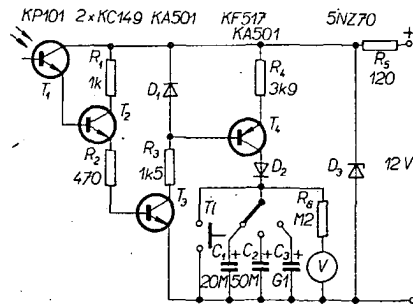 KP101 2×KC149 KA501 KF517 5NZ70
KA501
R1
1k
R4
3k9
R5
120
T1
D1
T2
T4
R2
470
R3
1k5
D2
T3
D3
12 V
Tl
R6
M2
C1
C2
C3
V
20M
50M
G1